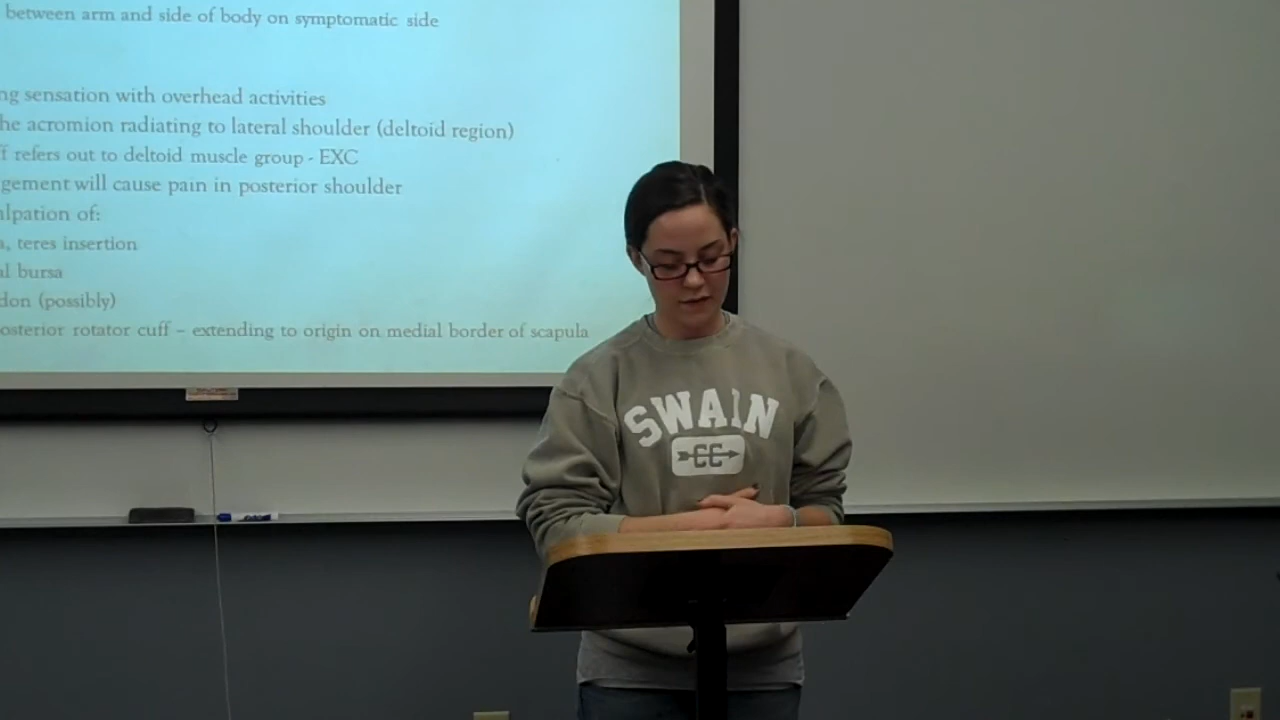 between arm and side of body on symptomatic side
ng sensation with overhead activities
he acromion radiating to lateral shoulder (deltoid region)
f refers out to deltoid muscle group - EXC
gement will cause pain in posterior shoulder
alpation of:
a, teres insertion
al bursa
don (possibly)
osterior rotator cuff – extending to origin on medial border of scapula
SWAIN
CC